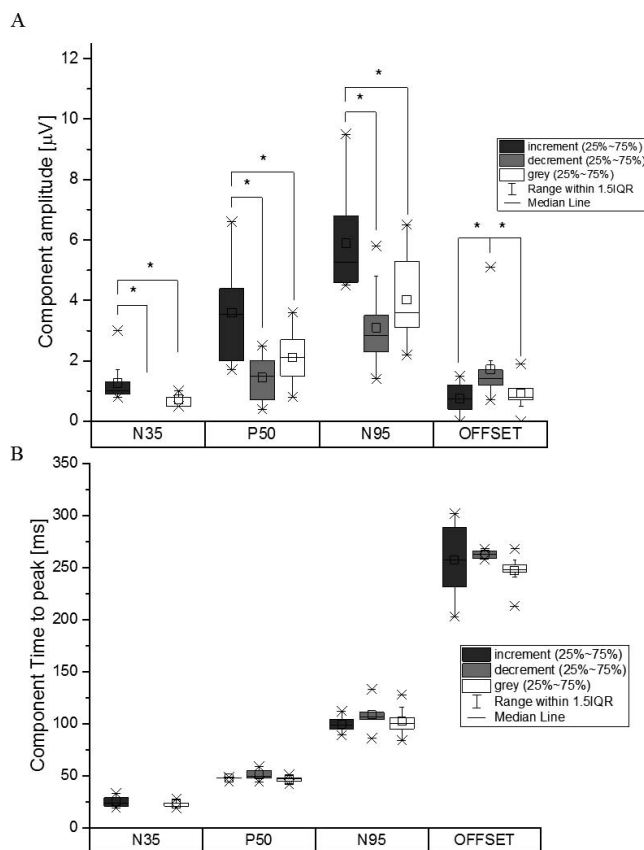 A
Component amplitude [µV]
12
10
8
6
4
2
0
* * * * * * * *
increment (25%~75%)
decrement (25%~75%)
grey (25%~75%)
Range within 1.5IQR
Median Line
N35 P50 N95 OFFSET
B
Component Time to peak [ms]
350
300
250
200
150
100
50
0
increment (25%~75%)
decrement (25%~75%)
grey (25%~75%)
Range within 1.5IQR
Median Line
N35 P50 N95 OFFSET